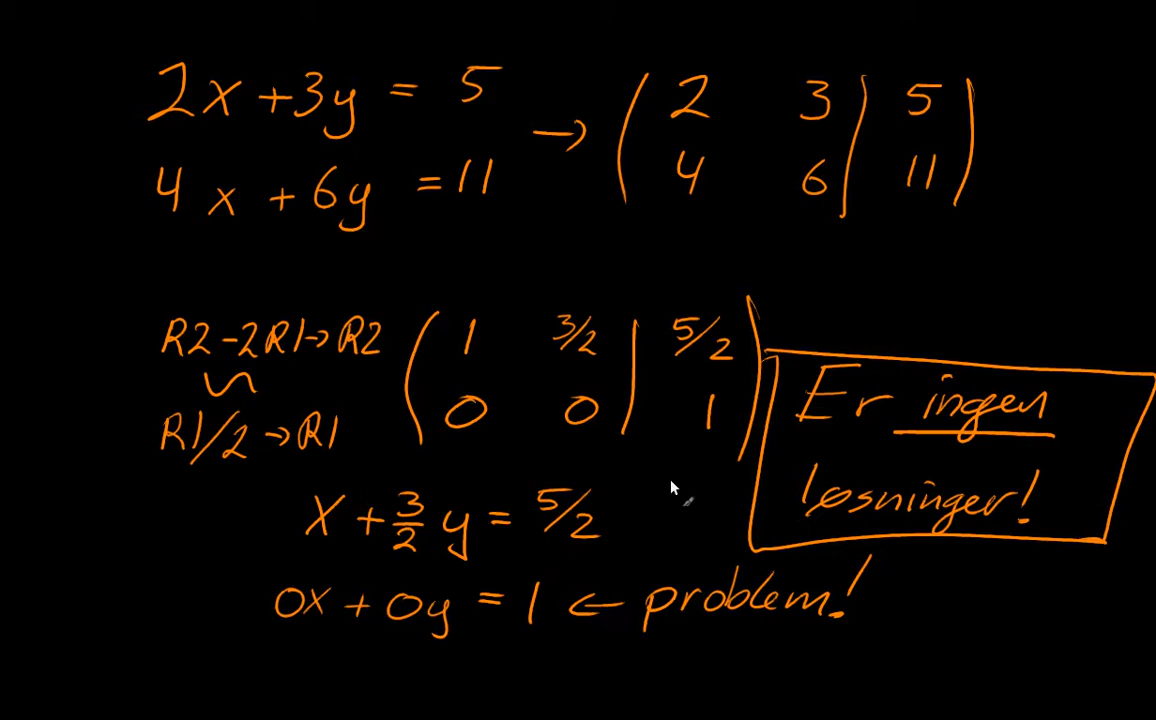 2x + 3y = 5 → ( 2 3 | 5 )
4x + 6y = 11 ( 4 6 | 11 )
R2 - 2R1 → R2 ( 1 3/2 | 5/2 )
~
R1/2 → R1 ( 0 0 | 1 )
Er ingen
løsninger!
x + 3/2 y = 5/2
0x + 0y = 1 ← problem!